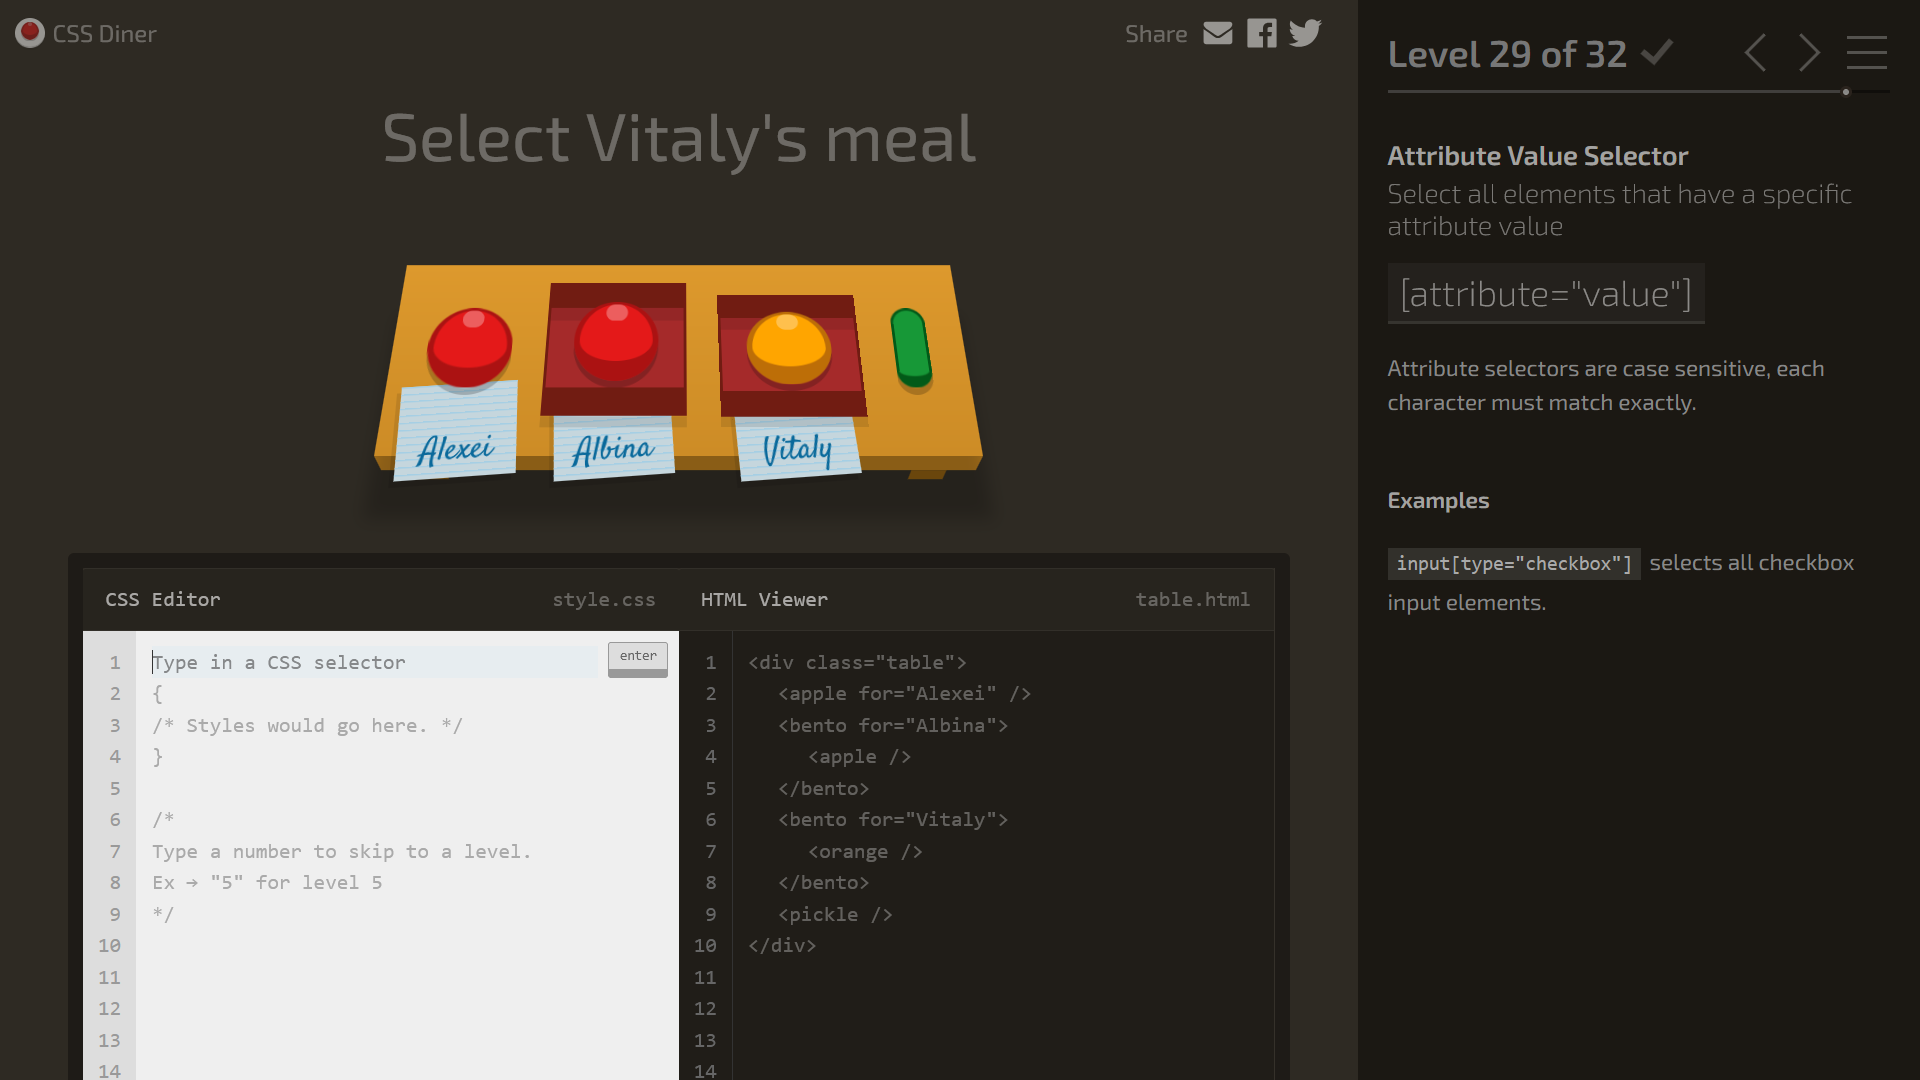 CSS Diner
Share
Select Vitaly's meal
Alexei
Albina
Vitaly
CSS Editor
style.css
HTML Viewer
table.html
1
2
3
4
5
6
7
8
9
10
11
12
13
14
Type in a CSS selector
enter
{
/* Styles would go here. */
}
/*
Type a number to skip to a level.
Ex → "5" for level 5
*/
1
2
3
4
5
6
7
8
9
10
11
12
13
14
<div class="table">
<apple for="Alexei" />
<bento for="Albina">
<apple />
</bento>
<bento for="Vitaly">
<orange />
</bento>
<pickle />
</div>
Level 29 of 32
Attribute Value Selector
Select all elements that have a specific
attribute value
[attribute="value"]
Attribute selectors are case sensitive, each
character must match exactly.
Examples
input[type="checkbox"] selects all checkbox
input elements.